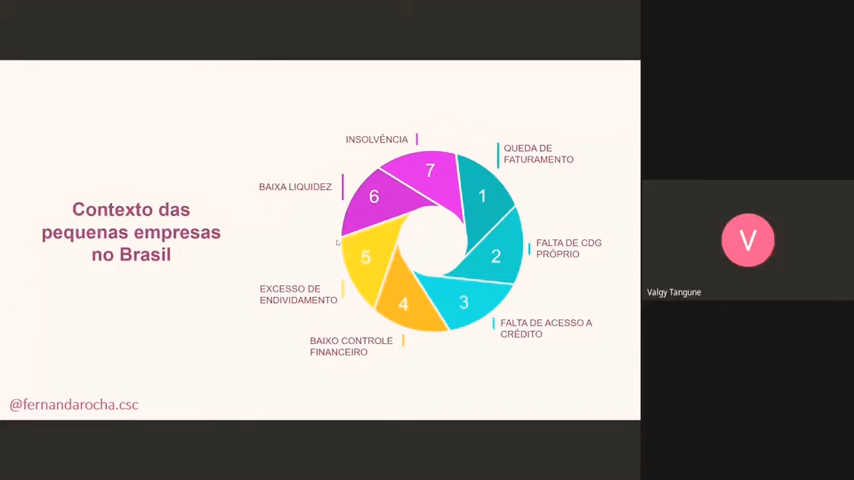 Contexto das
pequenas empresas
no Brasil
INSOLVÊNCIA
7
QUEDA DE
FATURAMENTO
1
FALTA DE CDG
PRÓPRIO
2
FALTA DE ACESSO A
CRÉDITO
3
BAIXO CONTROLE
FINANCEIRO
4
EXCESSO DE
ENDIVIDAMENTO
5
BAIXA LIQUIDEZ
6
@fernandarocha.csc
V
Valgy Tangune